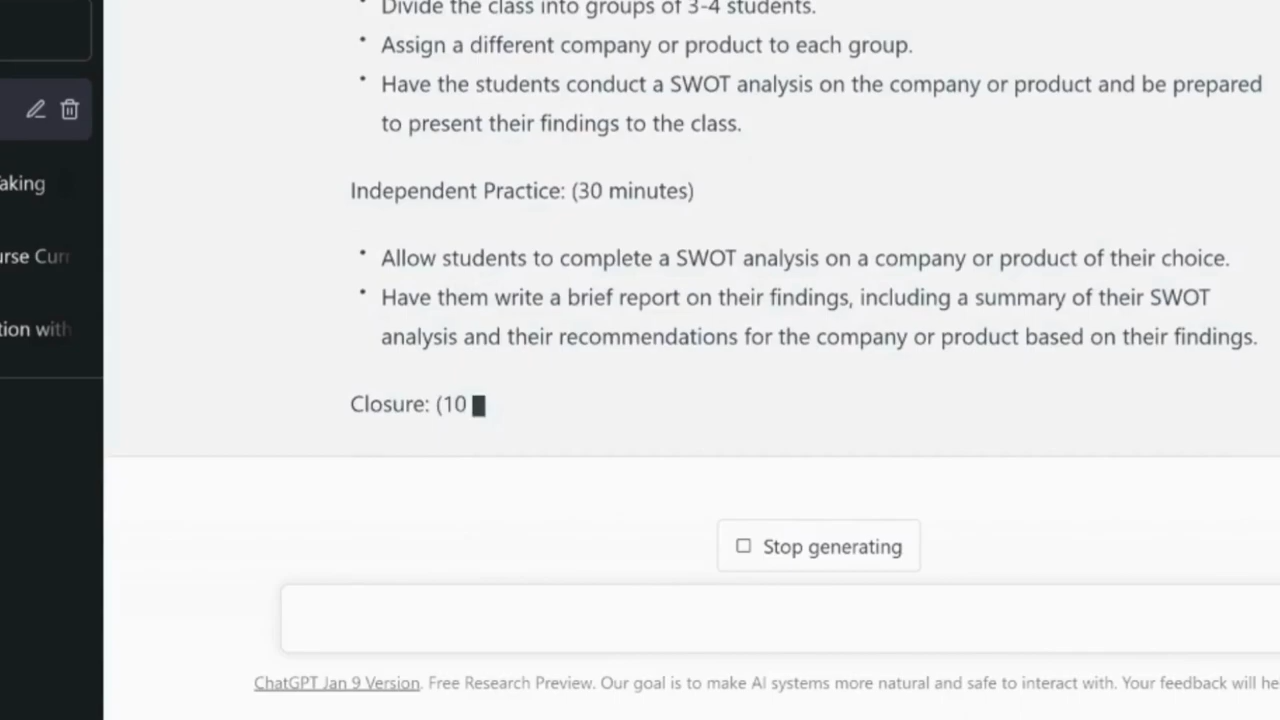 Divide the class into groups of 3-4 students.
Assign a different company or product to each group.
Have the students conduct a SWOT analysis on the company or product and be prepared
to present their findings to the class.
aking
Independent Practice: (30 minutes)
urse Curr
Allow students to complete a SWOT analysis on a company or product of their choice.
Have them write a brief report on their findings, including a summary of their SWOT
tion with
analysis and their recommendations for the company or product based on their findings.
Closure: (10
Stop generating
ChatGPT Jan 9 Version. Free Research Preview. Our goal is to make AI systems more natural and safe to interact with. Your feedback will he